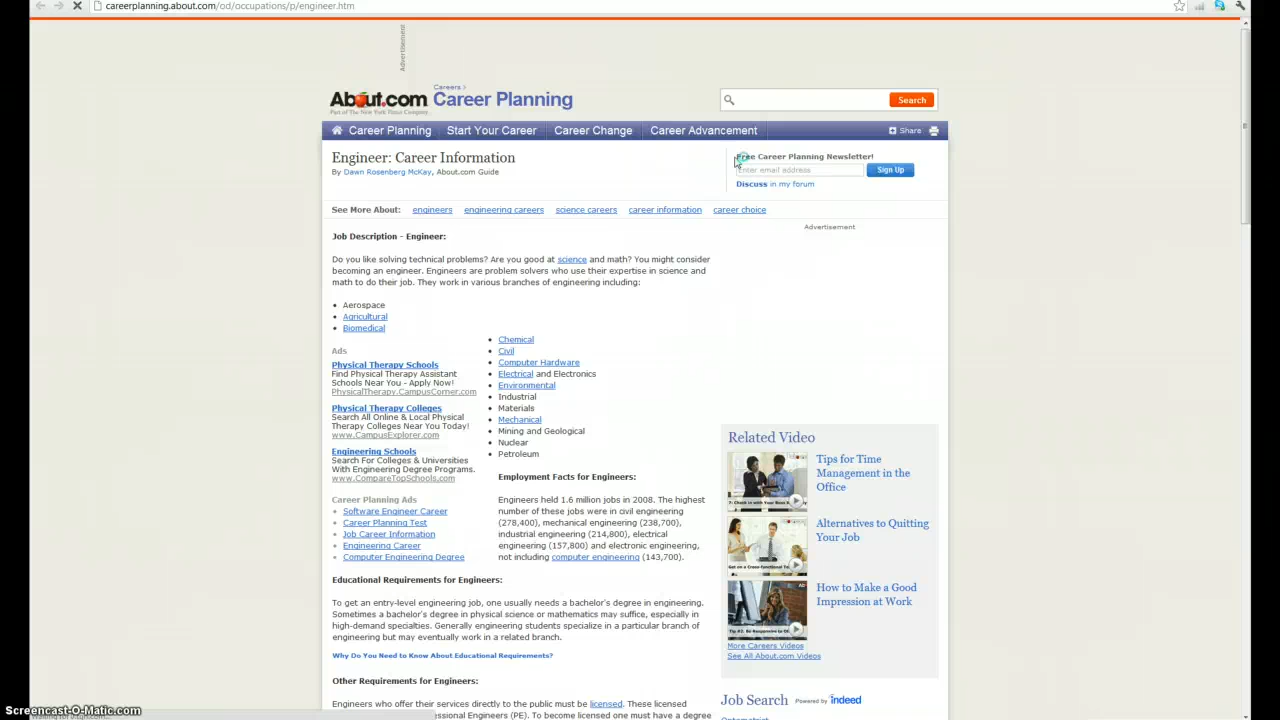 careerplanning.about.com/od/occupations/p/engineer.htm
Advertisement
Careers >
About.com Career Planning
Part of The New York Times Company
Search
Career Planning
Start Your Career
Career Change
Career Advancement
Share
Engineer: Career Information
By Dawn Rosenberg McKay, About.com Guide
Free Career Planning Newsletter!
Enter email address
Sign Up
Discuss in my forum
See More About: engineers engineering careers science careers career information career choice
Advertisement
Job Description - Engineer:
Do you like solving technical problems? Are you good at science and math? You might consider
becoming an engineer. Engineers are problem solvers who use their expertise in science and
math to do their job. They work in various branches of engineering including:
Aerospace
Agricultural
Biomedical
Chemical
Civil
Computer Hardware
Electrical and Electronics
Environmental
Industrial
Materials
Mechanical
Mining and Geological
Nuclear
Petroleum
Ads
Physical Therapy Schools
Find Physical Therapy Assistant
Schools Near You - Apply Now!
PhysicalTherapy.CampusCorner.com
Physical Therapy Colleges
Search All Online & Local Physical
Therapy Colleges Near You Today!
www.CampusExplorer.com
Engineering Schools
Search For Colleges & Universities
With Engineering Degree Programs.
www.CompareTopSchools.com
Career Planning Ads
Software Engineer Career
Career Planning Test
Job Career Information
Engineering Career
Computer Engineering Degree
Employment Facts for Engineers:
Engineers held 1.6 million jobs in 2008. The highest
number of these jobs were in civil engineering
(278,400), mechanical engineering (238,700),
industrial engineering (214,800), electrical
engineering (157,800) and electronic engineering,
not including computer engineering (143,700).
Educational Requirements for Engineers:
To get an entry-level engineering job, one usually needs a bachelor's degree in engineering.
Sometimes a bachelor's degree in physical science or mathematics may suffice, especially in
high-demand specialties. Generally engineering students specialize in a particular branch of
engineering but may eventually work in a related branch.
Why Do You Need to Know About Educational Requirements?
Other Requirements for Engineers:
Engineers who offer their services directly to the public must be licensed. These licensed
essional Engineers (PE). To become licensed one must have a degree
Related Video
Tips for Time
Management in the
Office
Alternatives to Quitting
Your Job
How to Make a Good
Impression at Work
More Careers Videos
See All About.com Videos
Job Search Powered by indeed
Optometrist
Screencast-O-Matic.com